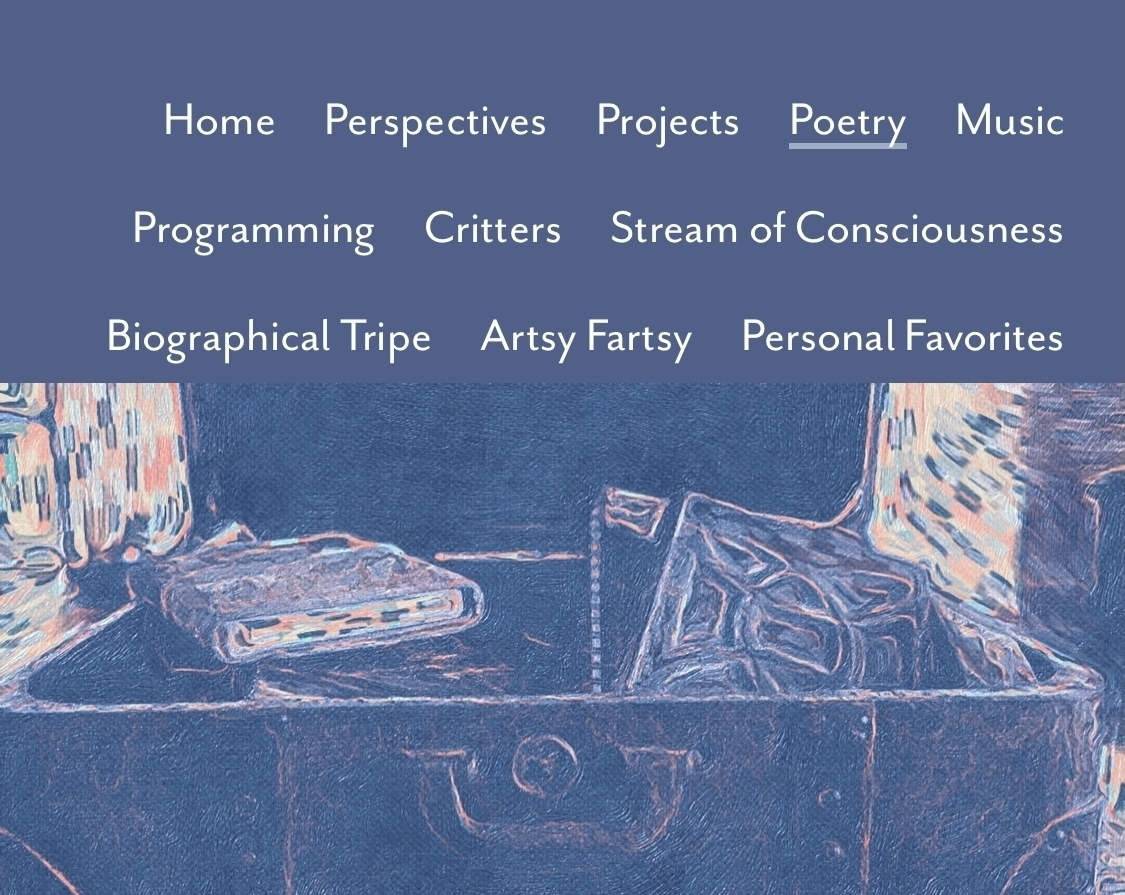 Home Perspectives Projects Poetry Music
Programming Critters Stream of Consciousness
Biographical Tripe Artsy Fartsy Personal Favorites